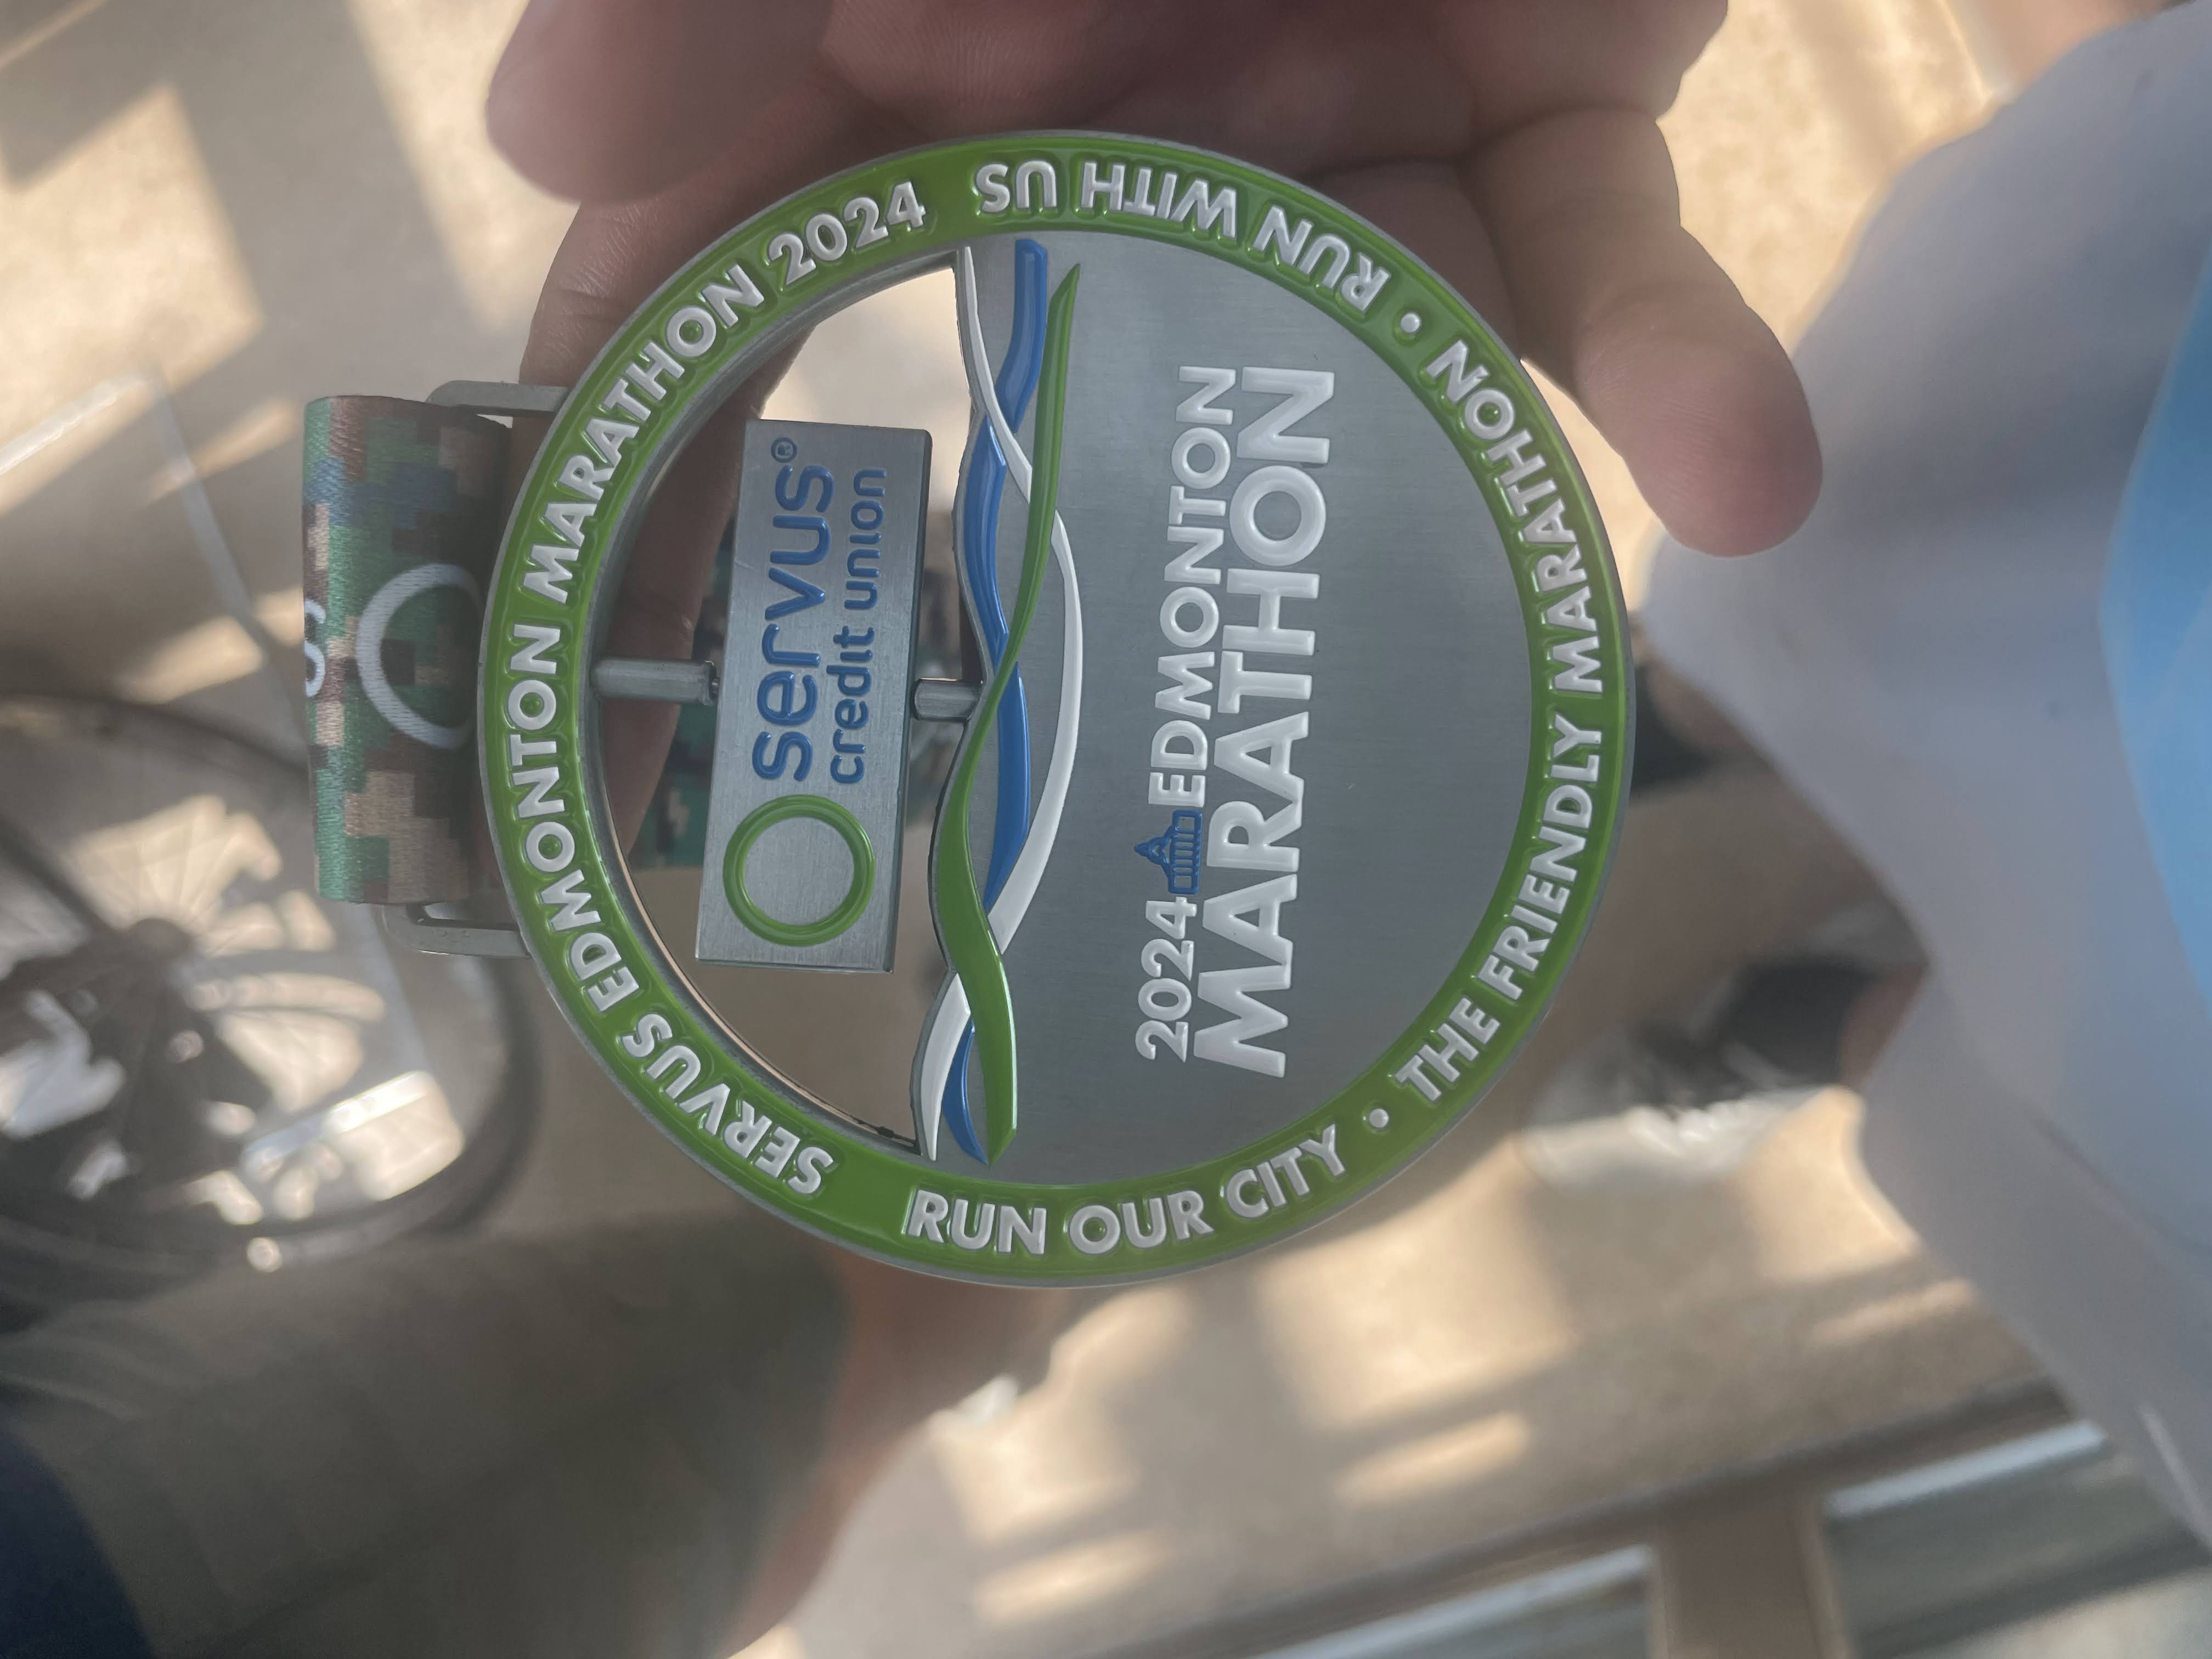 SERVUS EDMONTON MARATHON 2024
servus®
credit union
2024 EDMONTON
MARATHON
RUN OUR CITY • THE FRIENDLY MARATHON • RUN WITH US